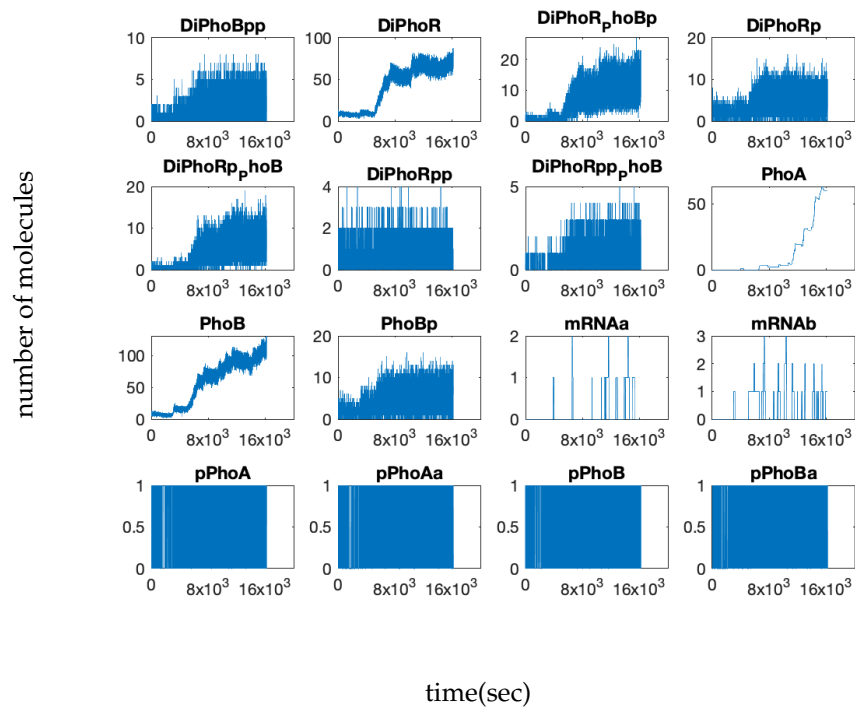 DiPhoBpp DiPhoR DiPhoR_PhoBp DiPhoRp
10 5 0 0 8x10³ 16x10³
100 50 0 0 8x10³ 16x10³
20 10 0 0 8x10³ 16x10³
20 10 0 0 8x10³ 16x10³
number of molecules
DiPhoRp_PhoB DiPhoRpp DiPhoRpp_PhoB PhoA
20 10 0 0 8x10³ 16x10³
4 2 0 0 8x10³ 16x10³
5 0 0 8x10³ 16x10³
50 0 0 8x10³ 16x10³
PhoB PhoBp mRNAa mRNAb
100 50 0 0 8x10³ 16x10³
20 10 0 0 8x10³ 16x10³
2 1 0 0 8x10³ 16x10³
3 2 1 0 0 8x10³ 16x10³
pPhoA pPhoAa pPhoB pPhoBa
1 0.5 0 0 8x10³ 16x10³
1 0.5 0 0 8x10³ 16x10³
1 0.5 0 0 8x10³ 16x10³
1 0.5 0 0 8x10³ 16x10³
time(sec)